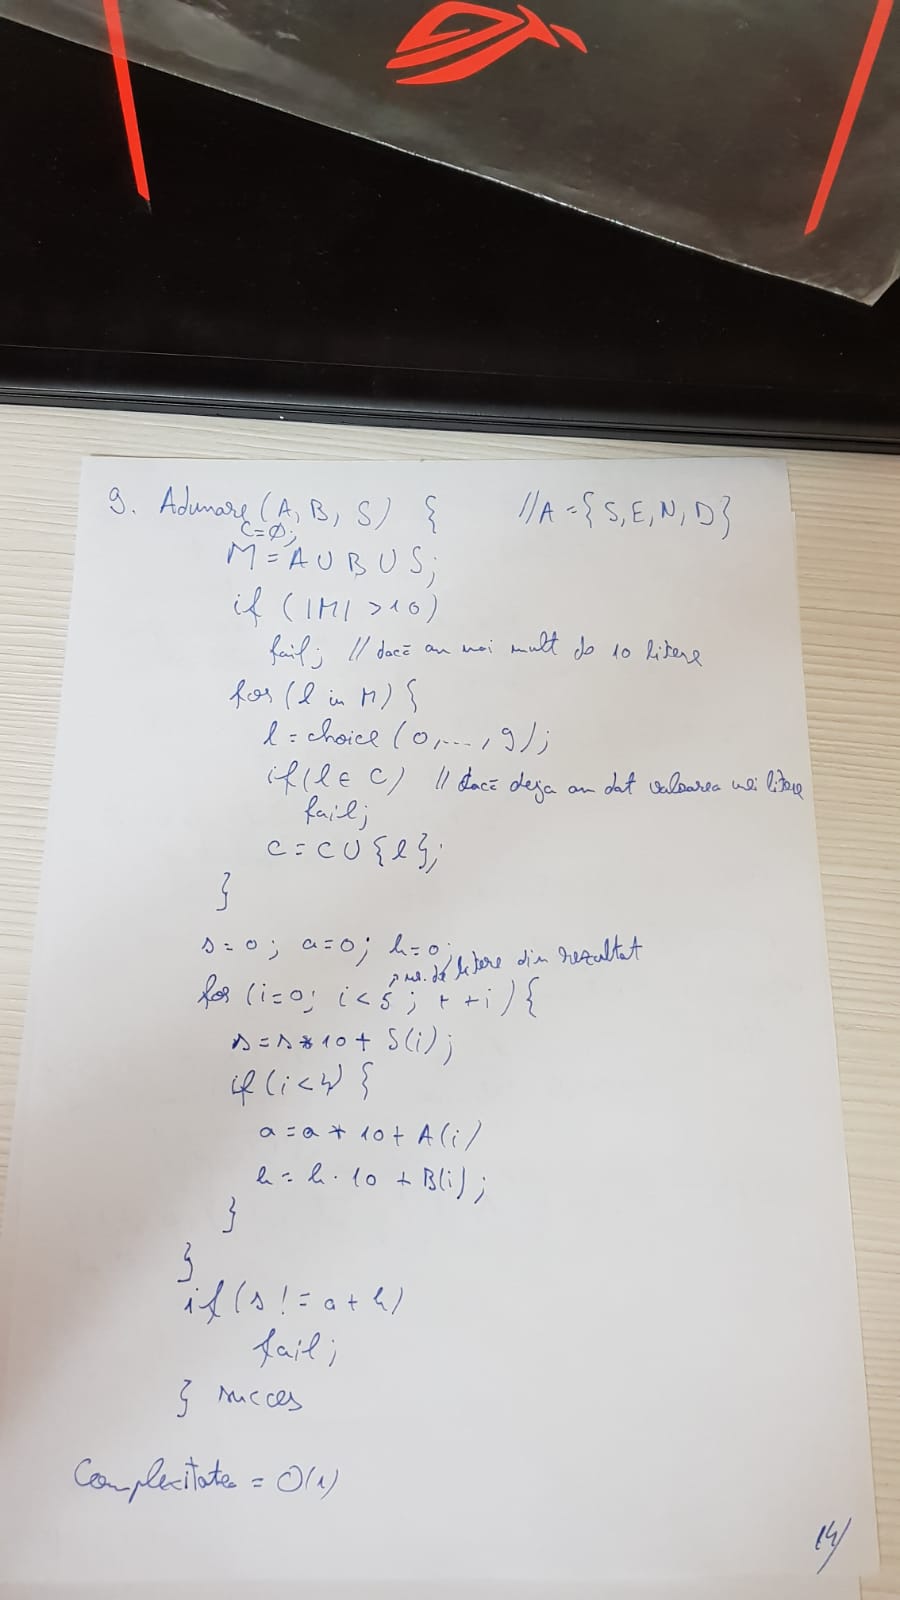 9. Adunare (A, B, S) { //A = {S, E, N, D}
C=∅;
M = A ∪ B ∪ S;
if (|M| > 10)
fail; // dacă au mai mult de 10 litere
for (l in M) {
l = choice (0,...,9);
if (l ∈ C) // dacă deja am dat valoarea unei litere
fail;
C = C ∪ {l};
}
s=0; a=0; b=0;
nr. de litere din rezultat
for (i=0; i<5; ++i) {
s = s*10 + S(i);
if (i<4) {
a = a * 10 + A(i)
b = b · 10 + B(i);
}
}
if (s != a + b)
fail;
} succes
Complexitatea = O(1)
14/